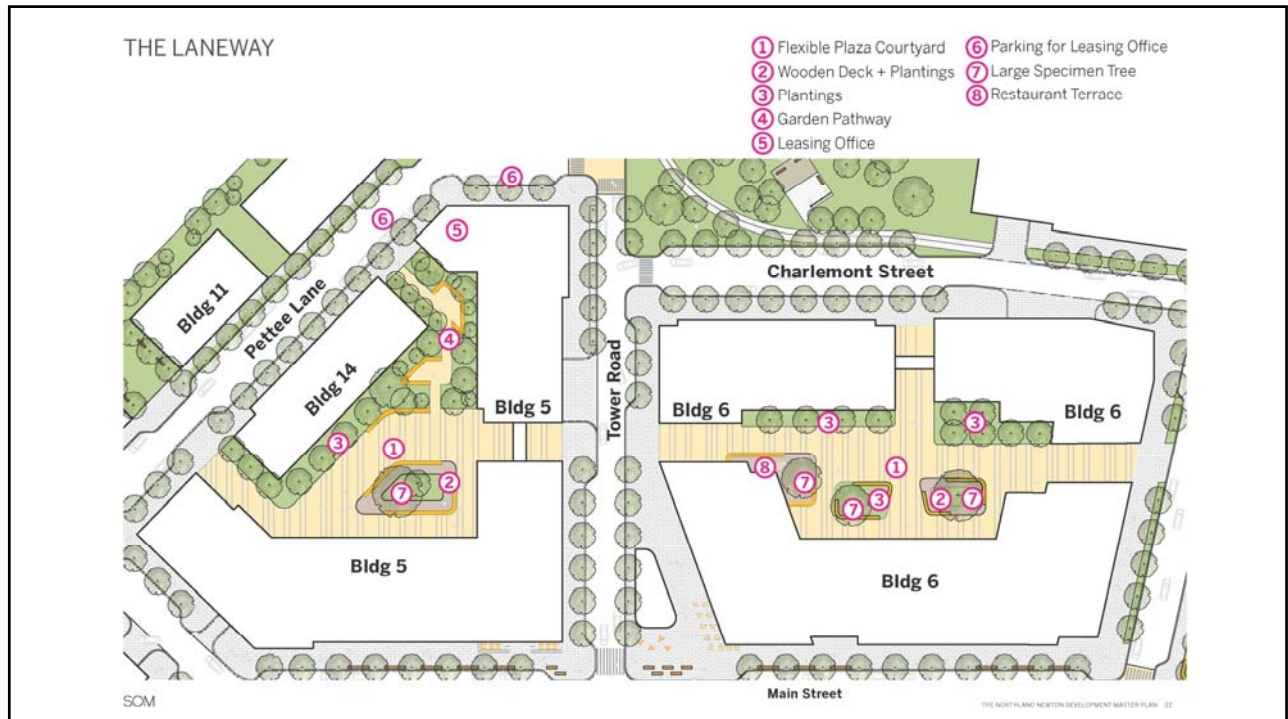 THE LANEWAY
1 Flexible Plaza Courtyard
2 Wooden Deck + Plantings
3 Plantings
4 Garden Pathway
5 Leasing Office
6 Parking for Leasing Office
7 Large Specimen Tree
8 Restaurant Terrace
6
6
5
Charlemont Street
Bldg 11
Pettee Lane
4
Bldg 14
Tower Road
Bldg 5
Bldg 6
3
3
Bldg 6
3
1
8
1
7
2
7
7
3
2
7
Bldg 5
Bldg 6
Main Street
SOM
THE NORTHLAND NEWTON DEVELOPMENT MASTER PLAN 22